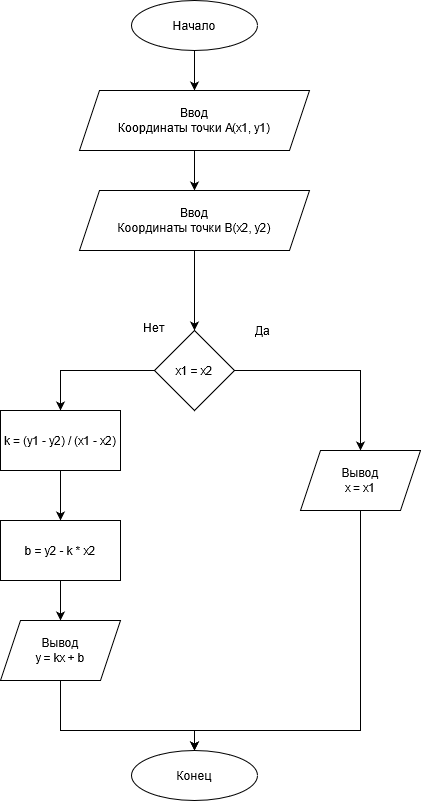 Начало
Ввод
Координаты точки A(x1, y1)
Ввод
Координаты точки B(x2, y2)
Нет
Да
x1 = x2
k = (y1 - y2) / (x1 - x2)
Вывод
x = x1
b = y2 - k * x2
Вывод
y = kx + b
Конец